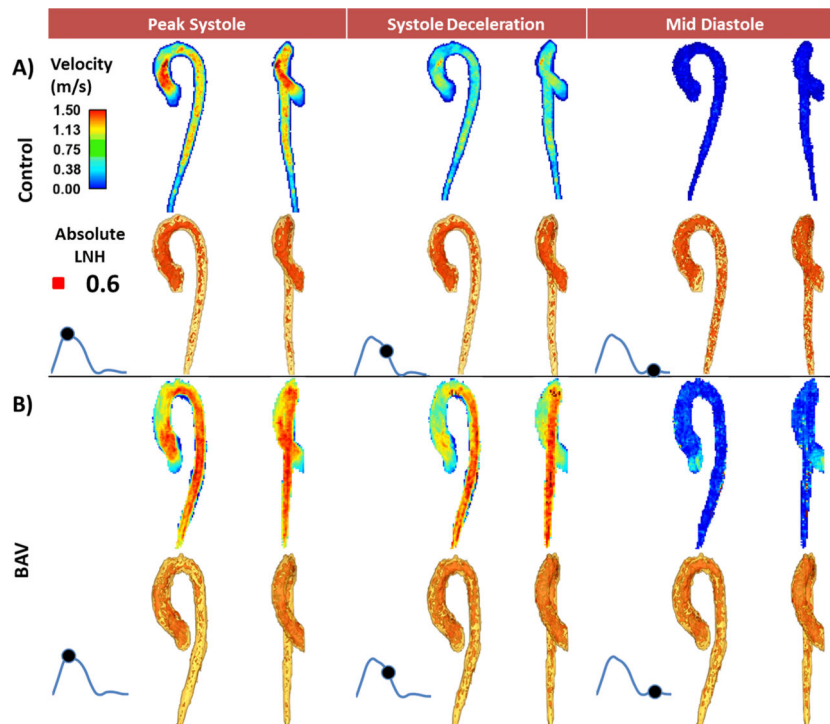 Peak Systole
Systole Deceleration
Mid Diastole
A)
Velocity
(m/s)
1.50
1.13
0.75
0.38
0.00
Control
Absolute
LNH
0.6
B)
BAV